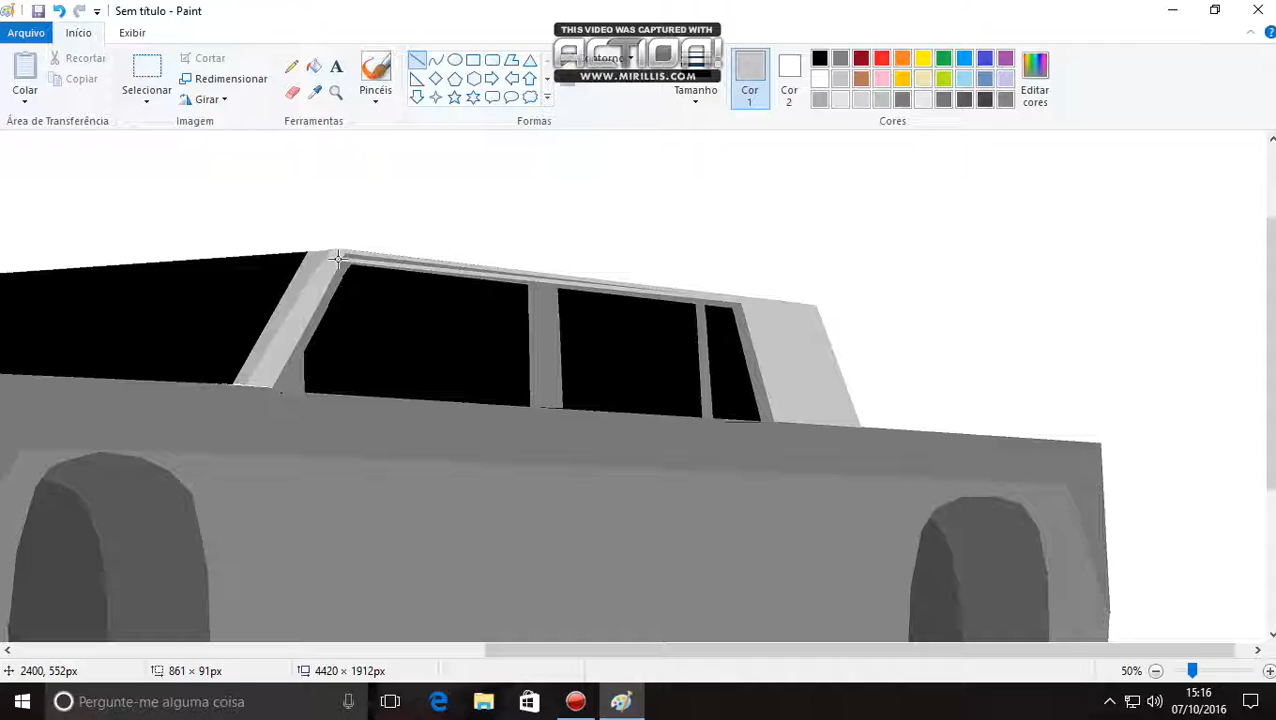 Sem título - Paint
Arquivo Início Exibir
THIS VIDEO WAS CAPTURED WITH
ACTION!
WWW.MIRILLIS.COM
Colar
Recortar
Copiar
Selecionar
Cortar
Redimensionar
Girar
A
Pincéis
Tamanho
Cor 1
Cor 2
Editar cores
Área de Transferência Imagem Ferramentas Formas Cores
2400, 552px 861 × 91px 4420 × 1912px 50%
Pergunte-me alguma coisa
15:16
07/10/2016